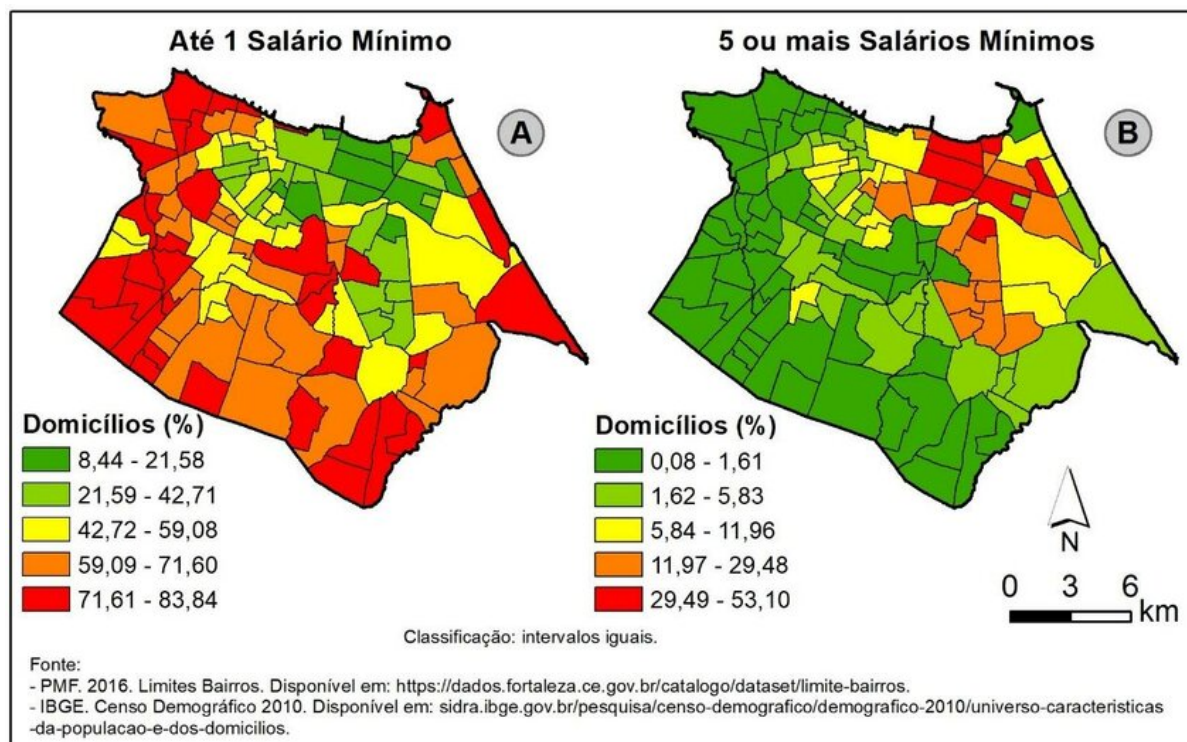 Até 1 Salário Mínimo
5 ou mais Salários Mínimos
A
B
Domicílios (%)
8,44 - 21,58
21,59 - 42,71
42,72 - 59,08
59,09 - 71,60
71,61 - 83,84
Domicílios (%)
0,08 - 1,61
1,62 - 5,83
5,84 - 11,96
11,97 - 29,48
29,49 - 53,10
N
0 3 6
km
Classificação: intervalos iguais.
Fonte:
- PMF. 2016. Limites Bairros. Disponível em: https://dados.fortaleza.ce.gov.br/catalogo/dataset/limite-bairros.
- IBGE. Censo Demográfico 2010. Disponível em: sidra.ibge.gov.br/pesquisa/censo-demografico/demografico-2010/universo-caracteristicas
-da-populacao-e-dos-domicilios.